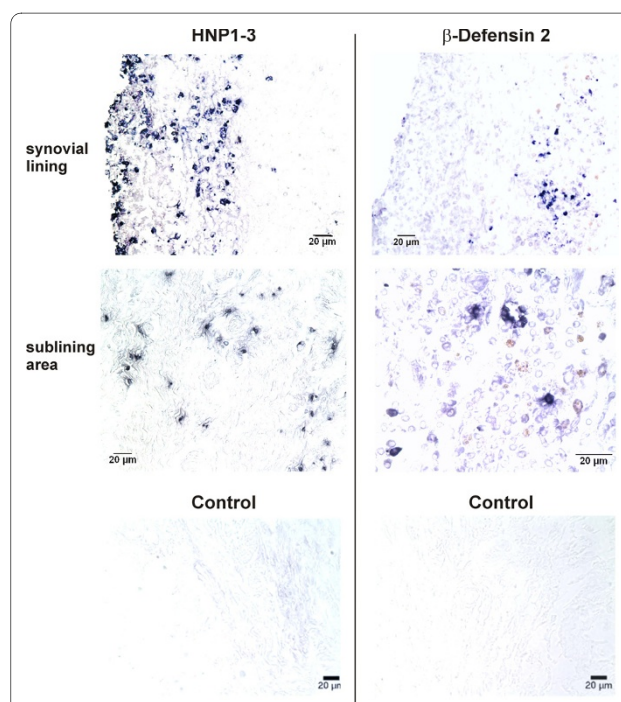 HNP1-3
β-Defensin 2
synovial
lining
20 µm
20 µm
sublining
area
20 µm
20 µm
Control
Control
20 µm
20 µm